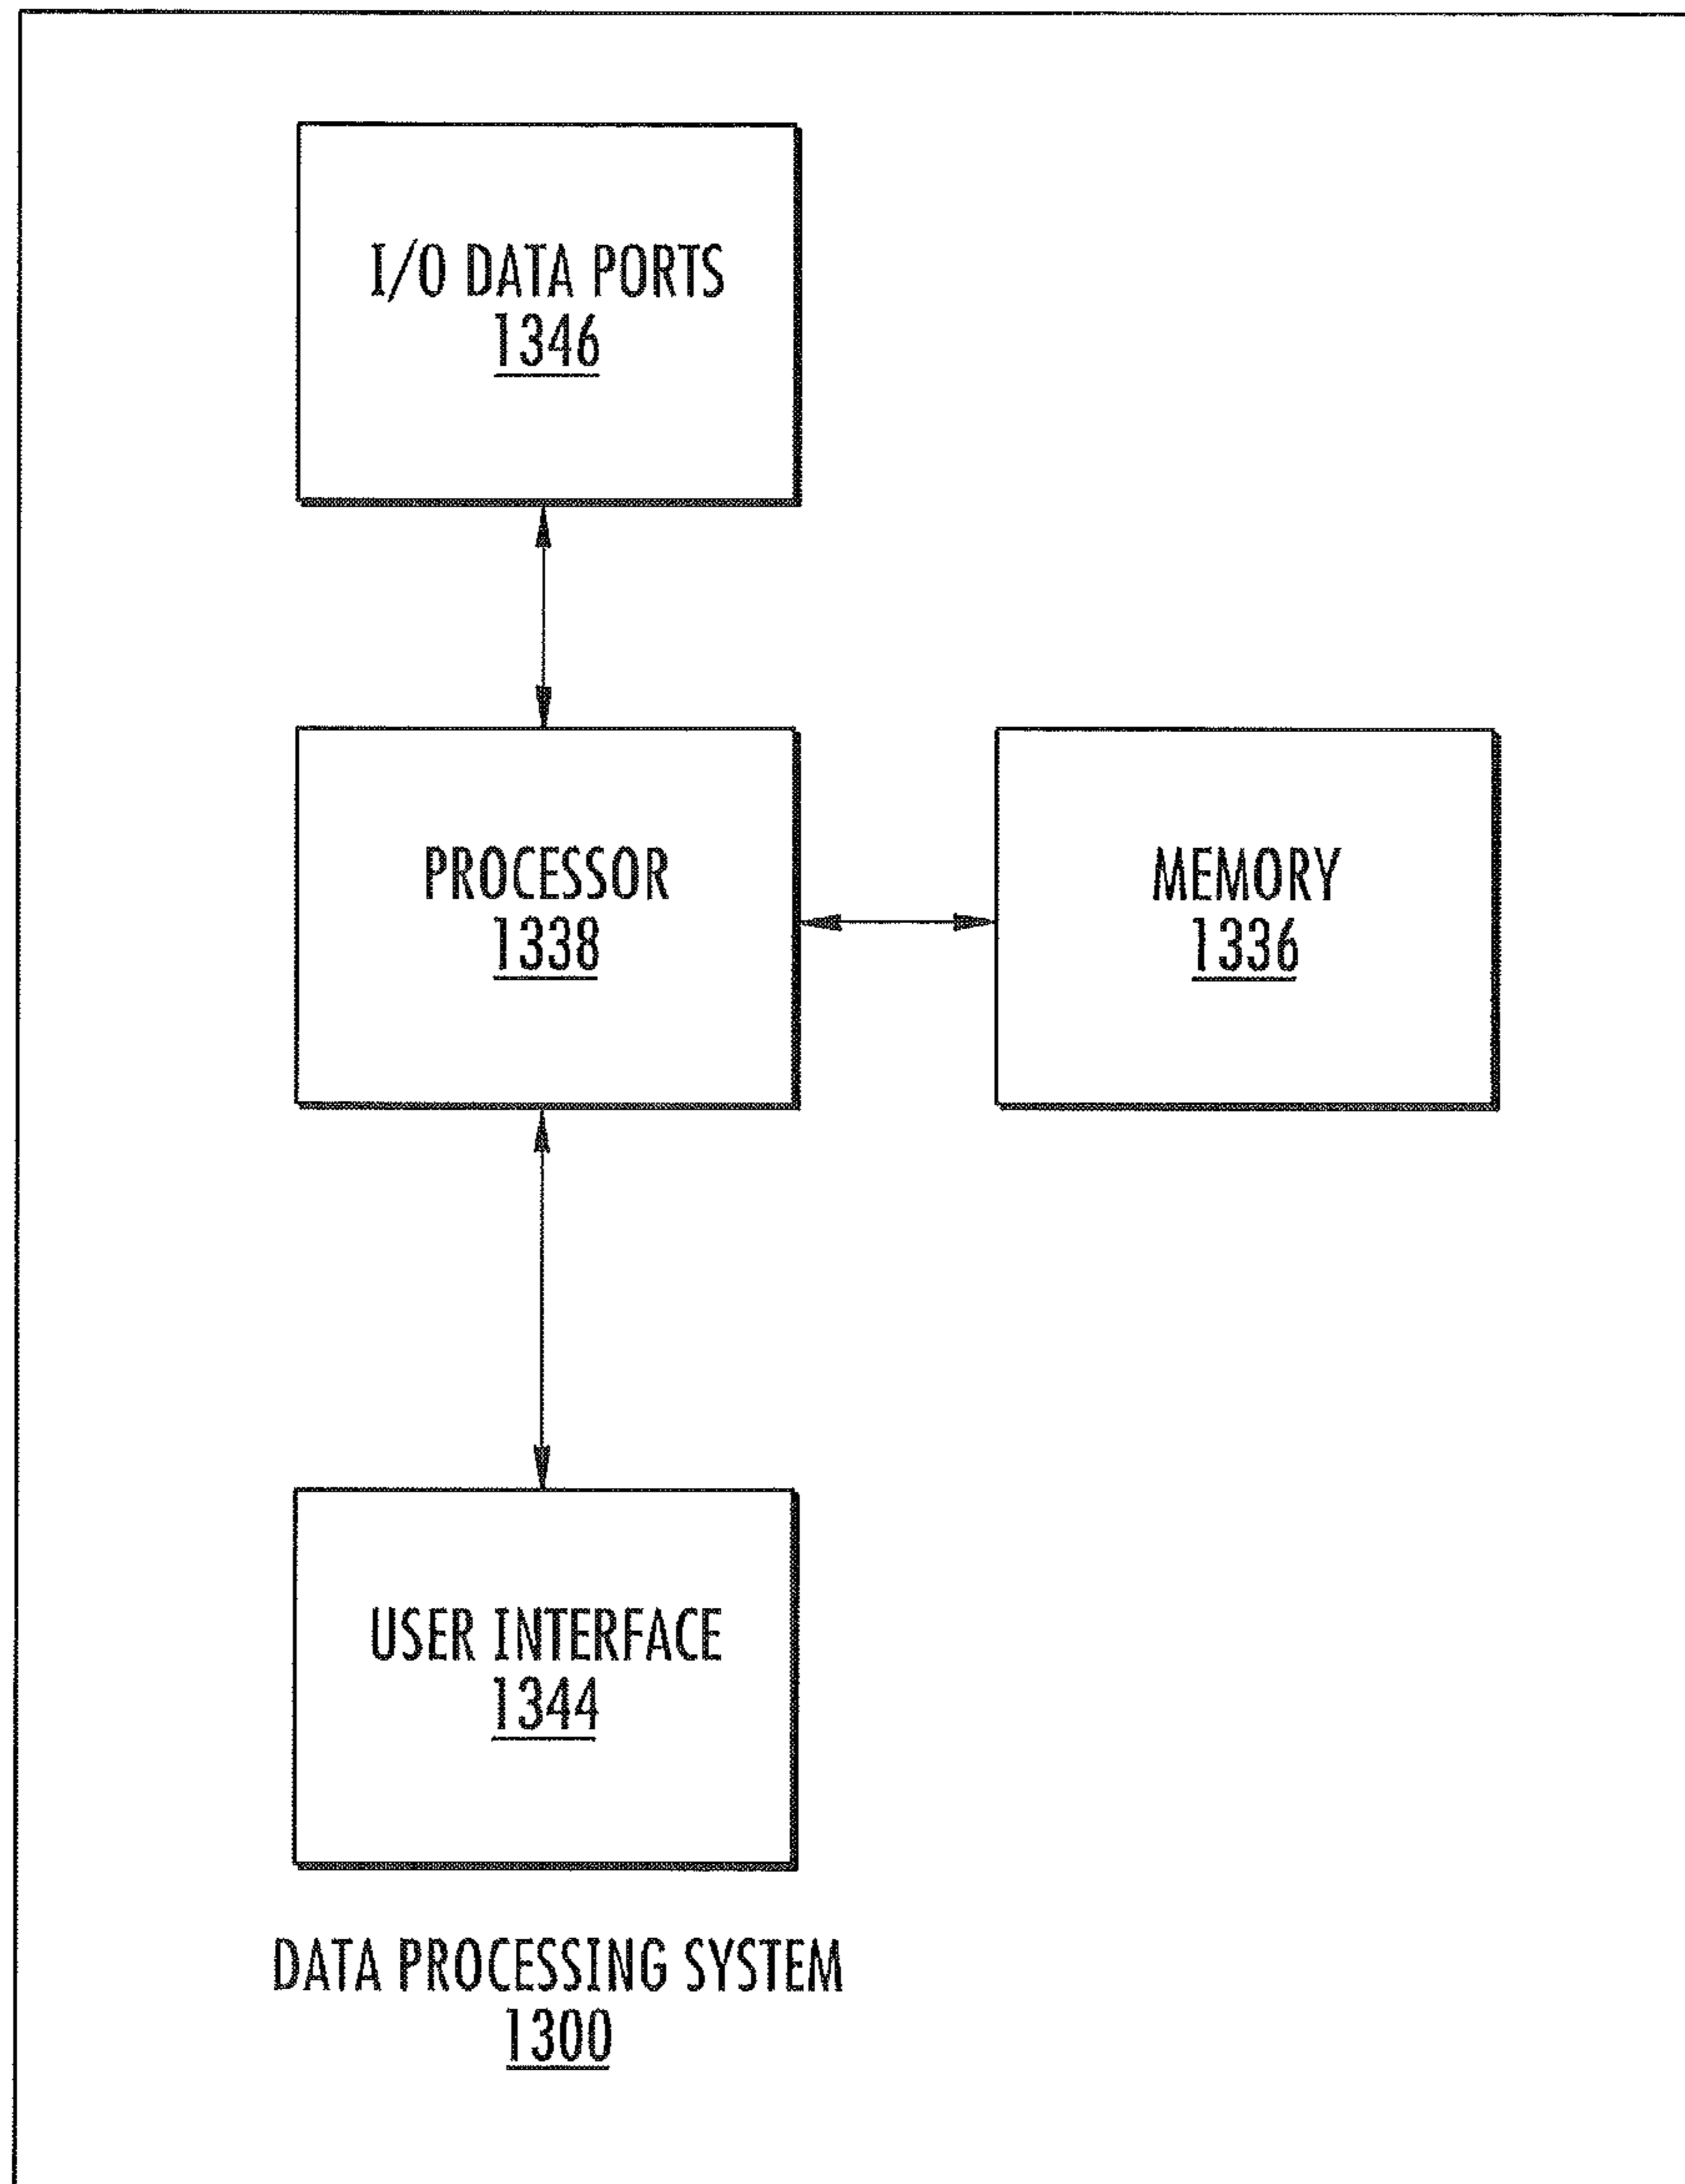 I/O DATA PORTS
1346
PROCESSOR
1338
MEMORY
1336
USER INTERFACE
1344
DATA PROCESSING SYSTEM
1300